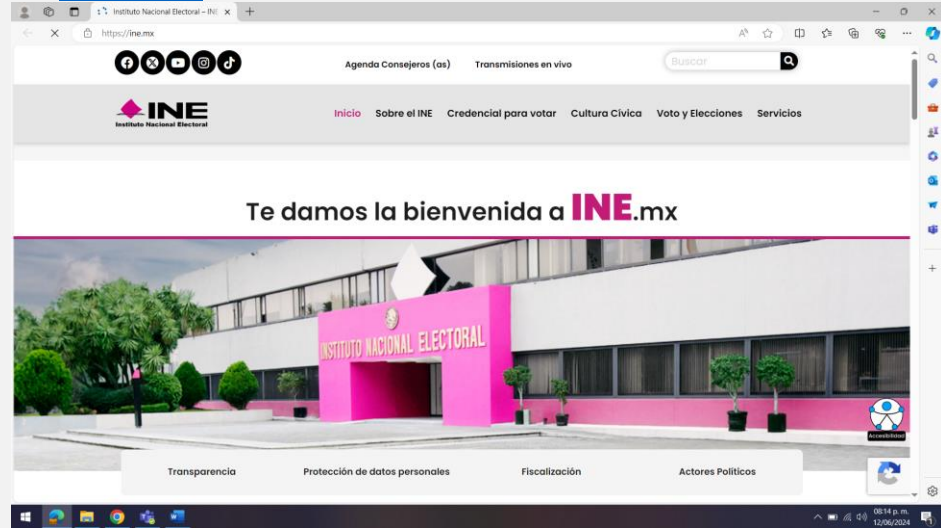 Instituto Nacional Electoral – INE
https://ine.mx
Agenda Consejeros (as) Transmisiones en vivo Buscar
INE
Instituto Nacional Electoral
Inicio Sobre el INE Credencial para votar Cultura Cívica Voto y Elecciones Servicios
Te damos la bienvenida a INE.mx
INSTITUTO NACIONAL ELECTORAL
Accesibilidad
Transparencia Protección de datos personales Fiscalización Actores Políticos
08:14 p. m.
12/06/2024